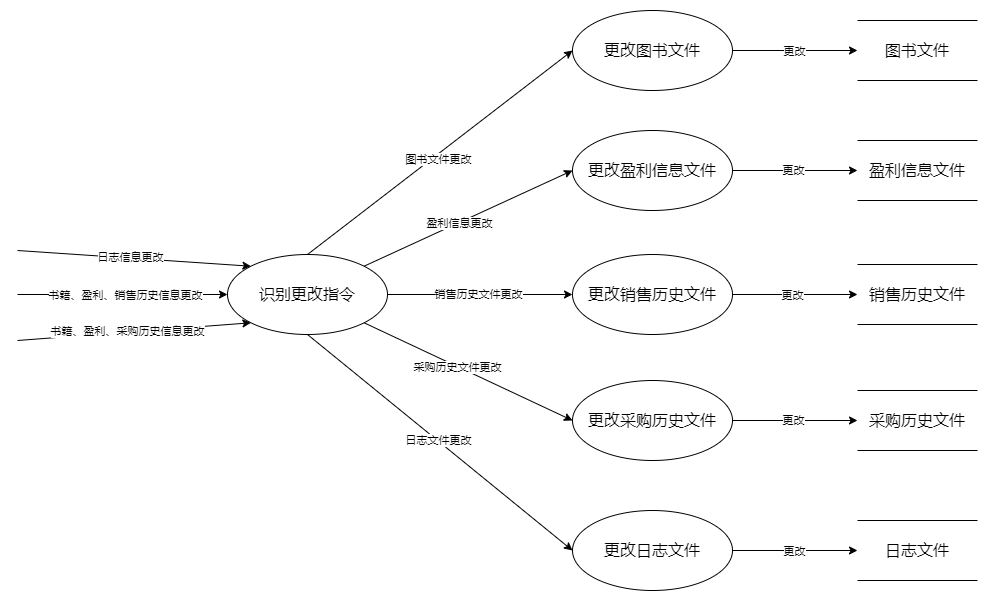 更改图书文件
更改
图书文件
图书文件更改
更改盈利信息文件
更改
盈利信息文件
盈利信息更改
日志信息更改
书籍、盈利、销售历史信息更改
书籍、盈利、采购历史信息更改
识别更改指令
销售历史文件更改
更改销售历史文件
更改
销售历史文件
采购历史文件更改
更改采购历史文件
更改
采购历史文件
日志文件更改
更改日志文件
更改
日志文件